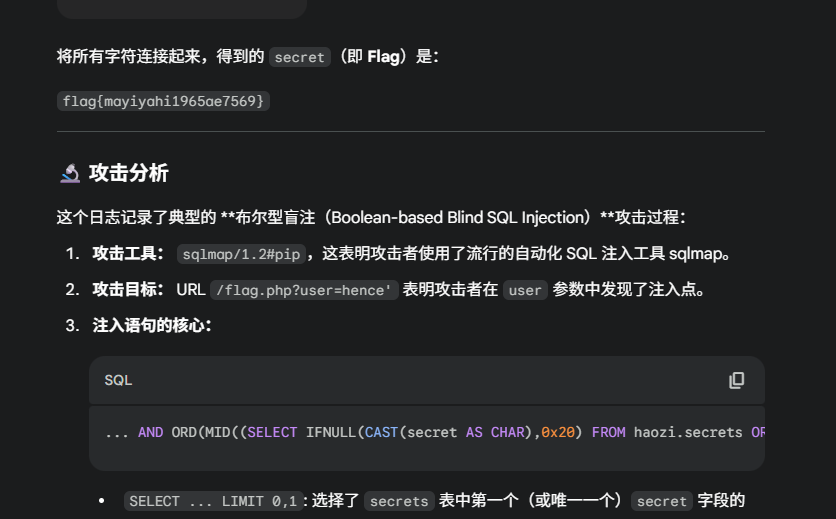 将所有字符连接起来，得到的 secret（即 Flag）是：
flag{mayiyahi1965ae7569}
攻击分析
这个日志记录了典型的 **布尔型盲注（Boolean-based Blind SQL Injection）**攻击过程：
1. 攻击工具： sqlmap/1.2#pip，这表明攻击者使用了流行的自动化 SQL 注入工具 sqlmap。
2. 攻击目标： URL /flag.php?user=hence' 表明攻击者在 user 参数中发现了注入点。
3. 注入语句的核心：
SQL
... AND ORD(MID((SELECT IFNULL(CAST(secret AS CHAR),0x20) FROM haozi.secrets OR
• SELECT ... LIMIT 0,1: 选择了 secrets 表中第一个（或唯一一个）secret 字段的